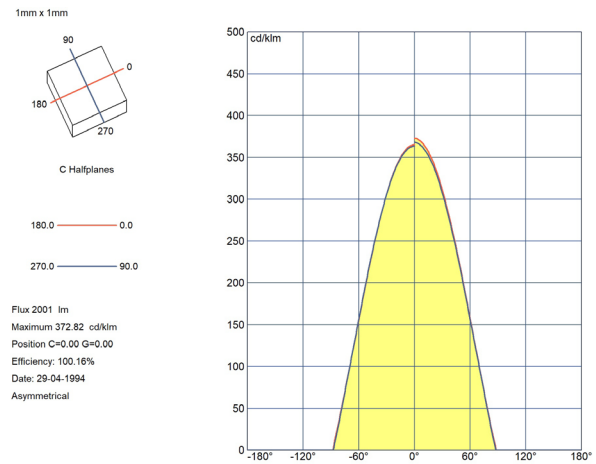 1mm x 1mm
90
0
180
270
C Halfplanes
180.0 0.0
270.0 90.0
Flux 2001 lm
Maximum 372.82 cd/klm
Position C=0.00 G=0.00
Efficiency: 100.16%
Date: 29-04-1994
Asymmetrical
500
cd/klm
450
400
350
300
250
200
150
100
50
0
-180° -120° -60° 0° 60° 120° 180°